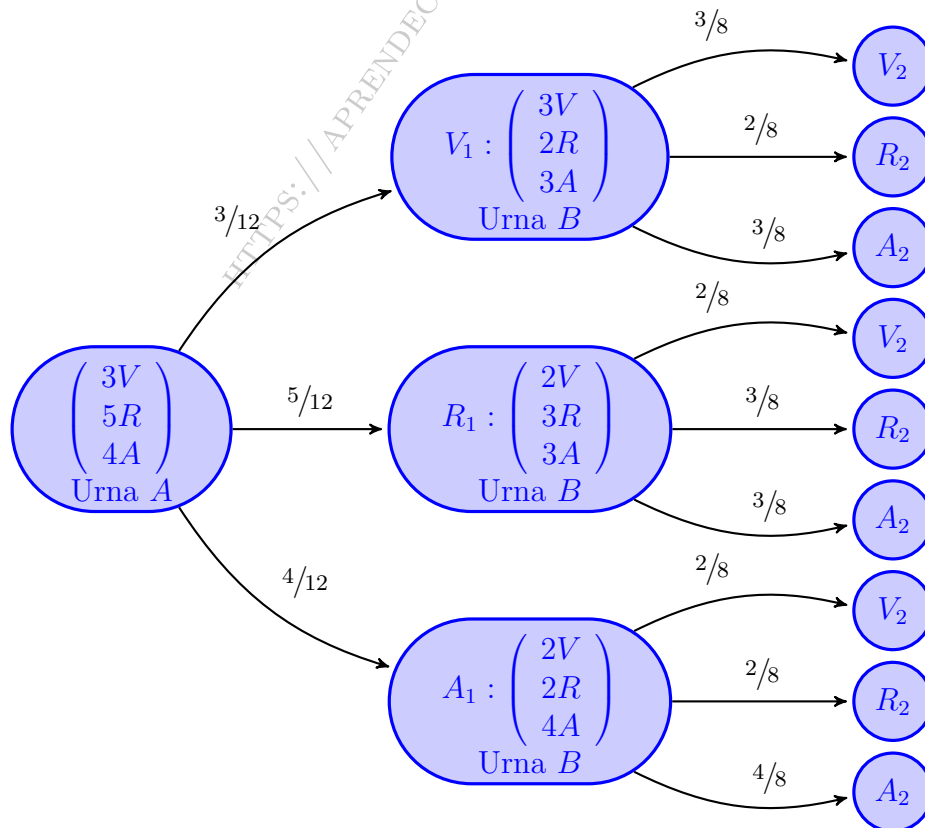 3/8
V₂
3V
V₁ : 2R
3A
Urna B
2/8
R₂
3/8
A₂
3/12
HTTPS://APRENDEC
2/8
V₂
3V
5R
4A
Urna A
5/12
2V
R₁ : 3R
3A
Urna B
3/8
R₂
3/8
A₂
4/12
2/8
V₂
2V
A₁ : 2R
4A
Urna B
2/8
R₂
4/8
A₂